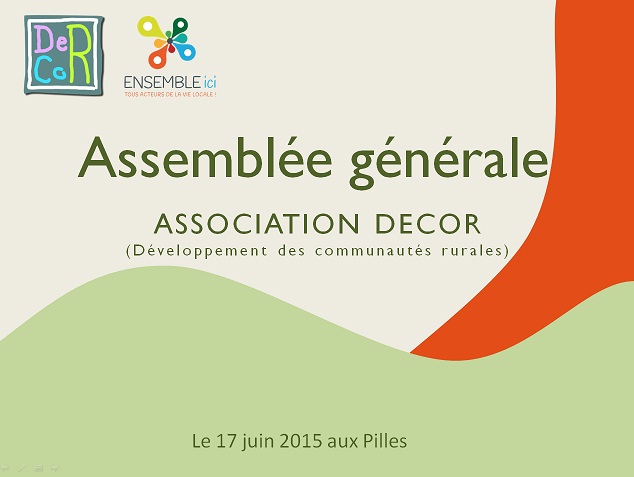 DeCoR
ENSEMBLE ici
TOUS ACTEURS DE LA VIE LOCALE !
Assemblée générale
ASSOCIATION DECOR
(Développement des communautés rurales)
Le 17 juin 2015 aux Pilles